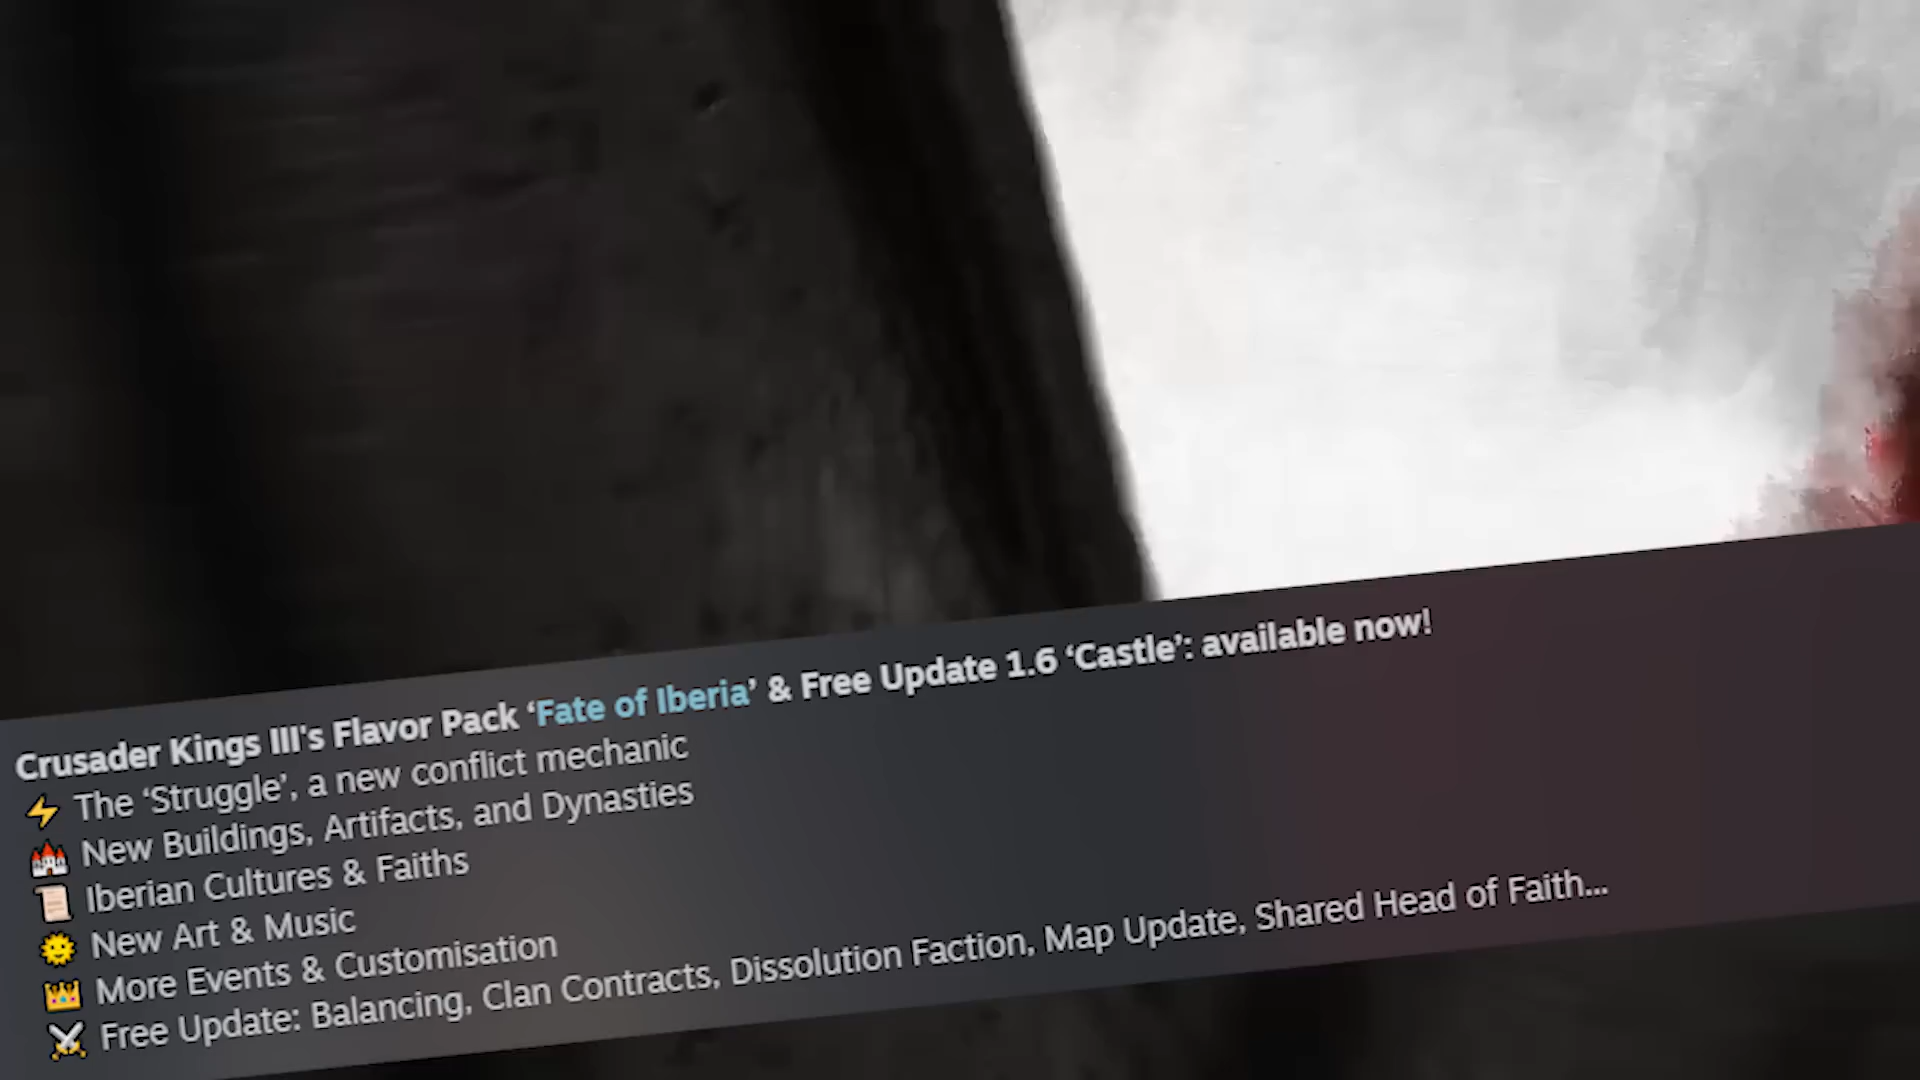 Crusader Kings III's Flavor Pack ‘Fate of Iberia’ & Free Update 1.6 ‘Castle’: available now!
⚡ The ‘Struggle’, a new conflict mechanic
🏰 New Buildings, Artifacts, and Dynasties
📜 Iberian Cultures & Faiths
🌞 New Art & Music
👑 More Events & Customisation
⚔️ Free Update: Balancing, Clan Contracts, Dissolution Faction, Map Update, Shared Head of Faith...